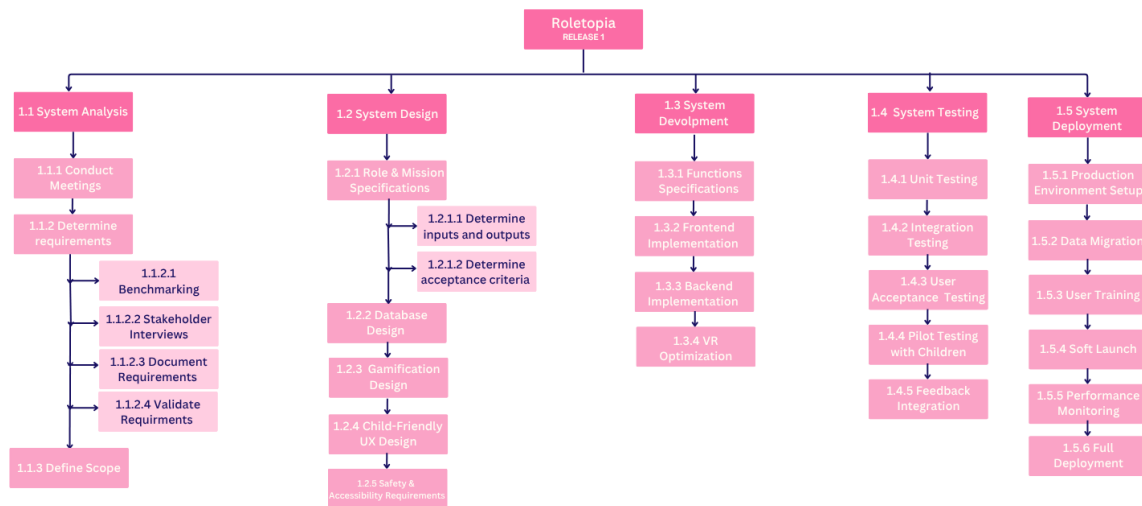 Roletopia
RELEASE 1
1.1 System Analysis
1.1.1 Conduct
Meetings
1.1.2 Determine
requirements
1.1.2.1
Benchmarking
1.1.2.2 Stakeholder
Interviews
1.1.2.3 Document
Requirements
1.1.2.4 Validate
Requirments
1.1.3 Define Scope
1.2 System Design
1.2.1 Role & Mission
Specifications
1.2.1.1 Determine
inputs and outputs
1.2.1.2 Determine
acceptance criteria
1.2.2 Database
Design
1.2.3 Gamification
Design
1.2.4 Child-Friendly
UX Design
1.2.5 Safety &
Accessibility Requirements
1.3 System
Devolpment
1.3.1 Functions
Specifications
1.3.2 Frontend
Implementation
1.3.3 Backend
Implementation
1.3.4 VR
Optimization
1.4 System Testing
1.4.1 Unit Testing
1.4.2 Integration
Testing
1.4.3 User
Acceptance Testing
1.4.4 Pilot Testing
with Children
1.4.5 Feedback
Integration
1.5 System
Deployment
1.5.1 Production
Environment Setup
1.5.2 Data Migration
1.5.3 User Training
1.5.4 Soft Launch
1.5.5 Performance
Monitoring
1.5.6 Full
Deployment